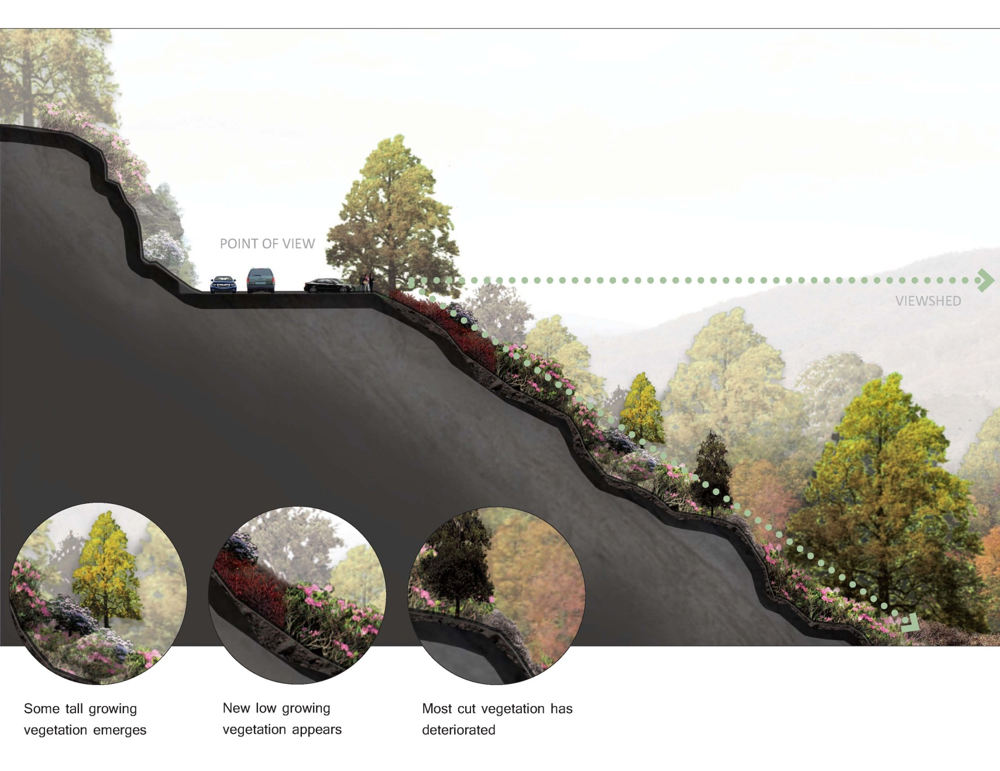 POINT OF VIEW
VIEWSHED
Some tall growing
vegetation emerges
New low growing
vegetation appears
Most cut vegetation has
deteriorated